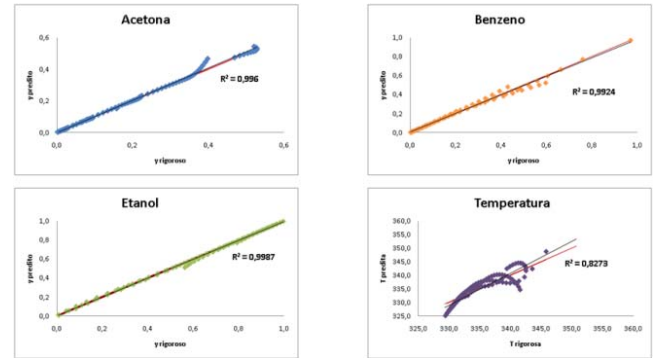 Acetona
0,6
0,4
0,2
0,0
y predito
R² = 0,996
0,0 0,2 0,4 0,6
y rigoroso
Benzeno
1,0
0,8
0,6
0,4
0,2
0,0
y predito
R² = 0,9924
0,0 0,2 0,4 0,6 0,8 1,0
y rigoroso
Etanol
1,0
0,8
0,6
0,4
0,2
0,0
y predito
R² = 0,9987
0,0 0,2 0,4 0,6 0,8 1,0
y rigoroso
Temperatura
360,0
355,0
350,0
345,0
340,0
335,0
330,0
325,0
T predita
R² = 0,8273
325,0 330,0 335,0 340,0 345,0 350,0 355,0 360,0
T rigorosa